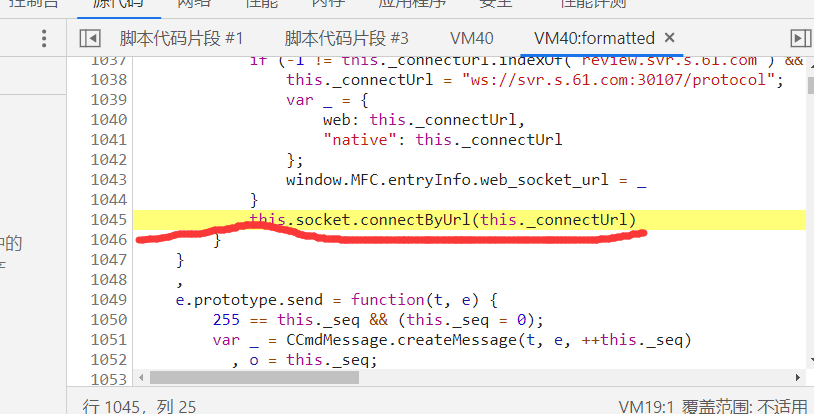 控制台 源代码 网络 性能 内存 应用程序 安全 性能评测
脚本代码片段 #1 脚本代码片段 #3 VM40 VM40:formatted ×
1037 if (-1 != this._connectUrl.indexOf("review.svr.s.61.com") &&
1038 this._connectUrl = "ws://svr.s.61.com:30107/protocol";
1039 var _ = {
1040 web: this._connectUrl,
1041 "native": this._connectUrl
1042 };
1043 window.MFC.entryInfo.web_socket_url = _
1044 }
1045 this.socket.connectByUrl(this._connectUrl)
1046 }
1047 }
1048 ,
1049 e.prototype.send = function(t, e) {
1050 255 == this._seq && (this._seq = 0);
1051 var _ = CCmdMessage.createMessage(t, e, ++this._seq)
1052 , o = this._seq;
1053
中的
行 1045，列 25 VM19:1 覆盖范围: 不适用